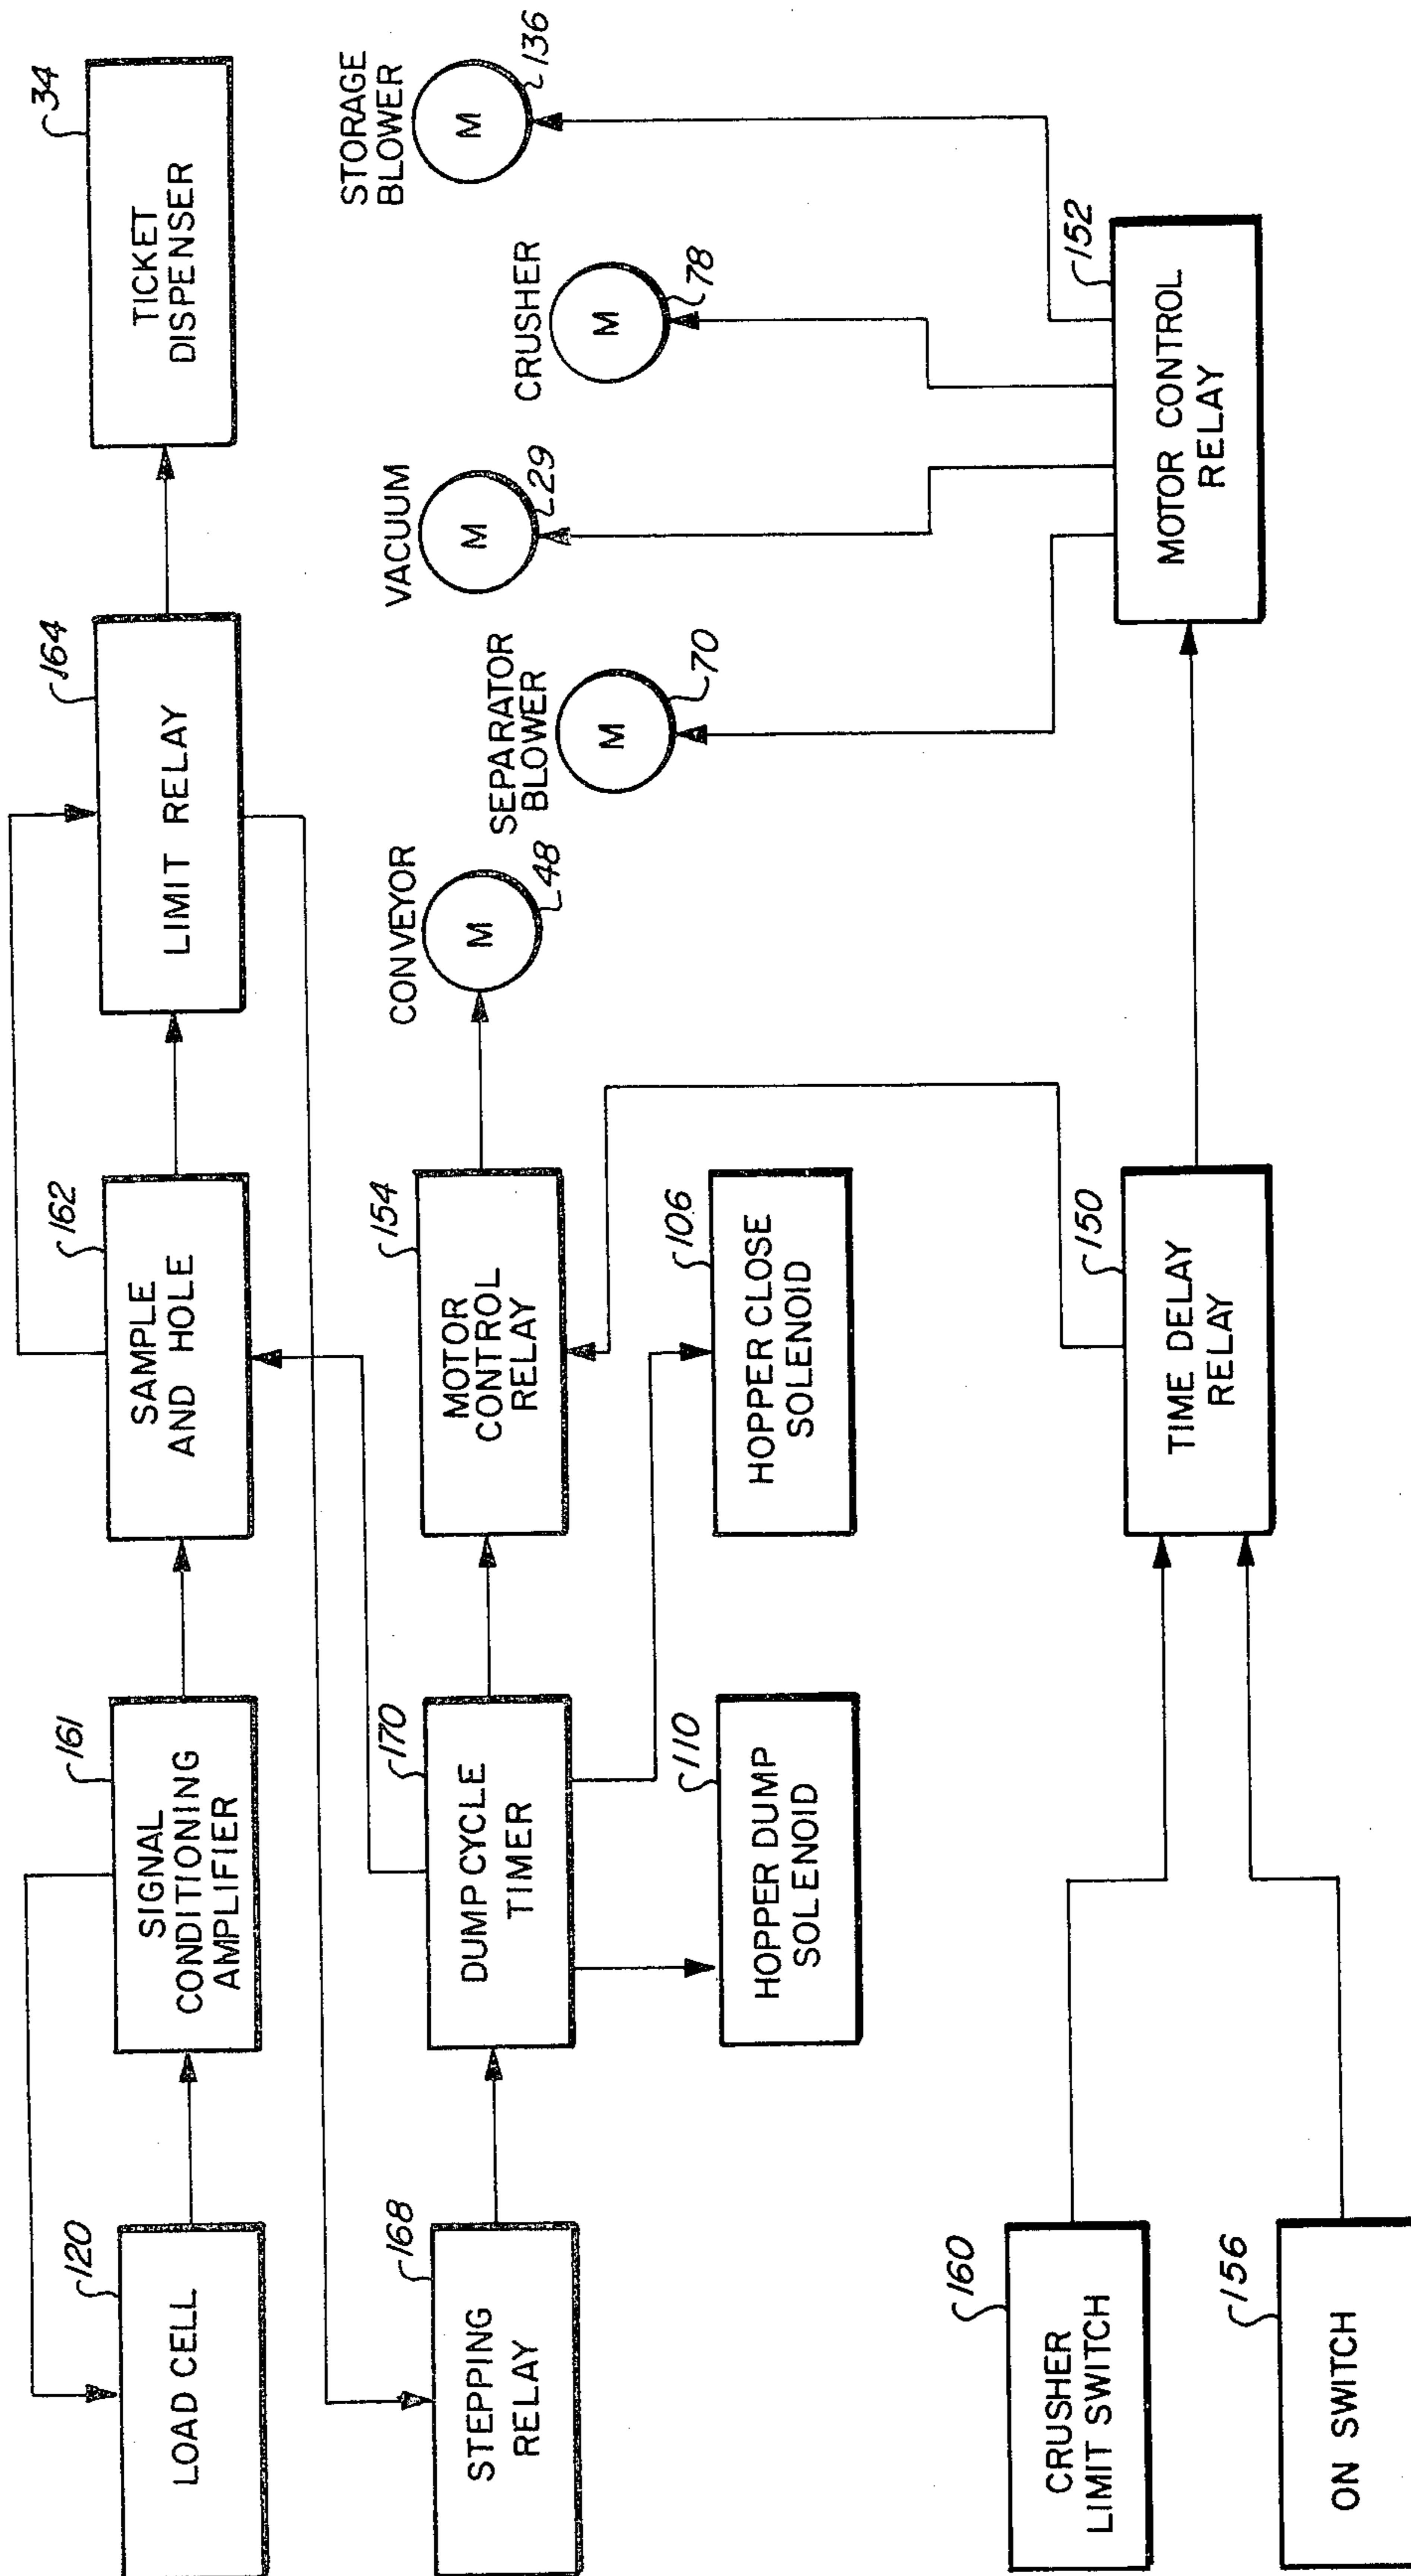 LOAD CELL
120
SIGNAL
CONDITIONING
AMPLIFIER
161
SAMPLE
AND HOLE
162
LIMIT RELAY
164
TICKET
DISPENSER
34
STEPPING
RELAY
168
DUMP CYCLE
TIMER
170
MOTOR
CONTROL
RELAY
154
CONVEYOR
M
48
SEPARATOR
BLOWER
M
70
VACUUM
M
29
CRUSHER
M
78
STORAGE
BLOWER
M
136
HOPPER DUMP
SOLENOID
110
HOPPER CLOSE
SOLENOID
106
CRUSHER
LIMIT SWITCH
160
ON SWITCH
156
TIME DELAY
RELAY
150
MOTOR CONTROL
RELAY
152